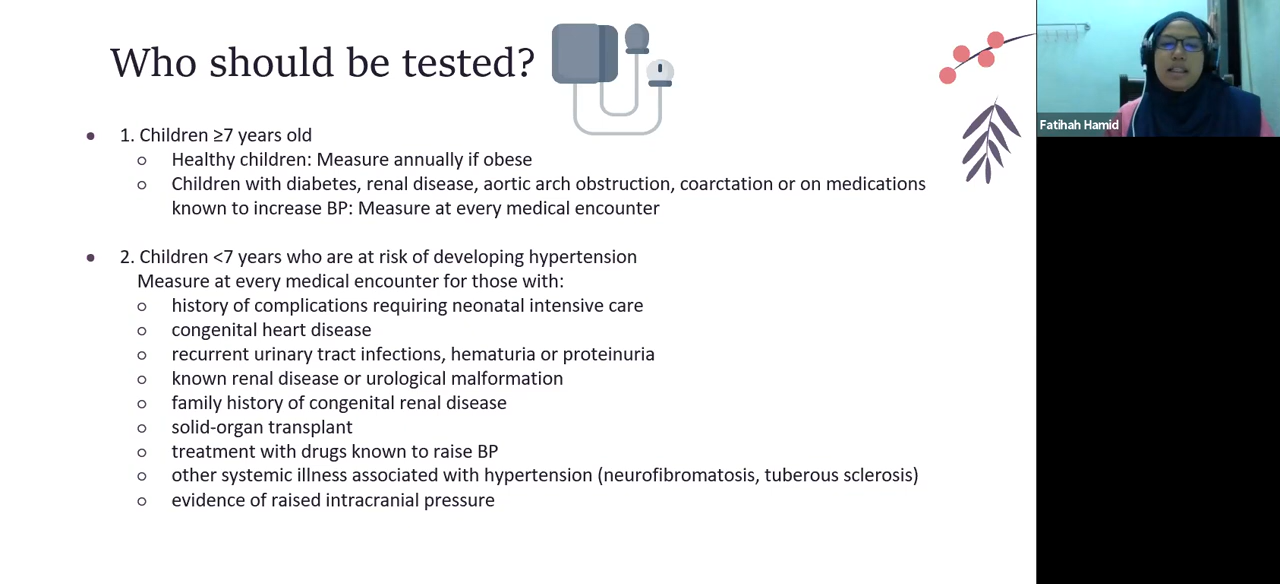 Who should be tested?
1. Children ≥7 years old
Healthy children: Measure annually if obese
Children with diabetes, renal disease, aortic arch obstruction, coarctation or on medications
known to increase BP: Measure at every medical encounter
2. Children <7 years who are at risk of developing hypertension
Measure at every medical encounter for those with:
history of complications requiring neonatal intensive care
congenital heart disease
recurrent urinary tract infections, hematuria or proteinuria
known renal disease or urological malformation
family history of congenital renal disease
solid-organ transplant
treatment with drugs known to raise BP
other systemic illness associated with hypertension (neurofibromatosis, tuberous sclerosis)
evidence of raised intracranial pressure
Fatihah Hamid